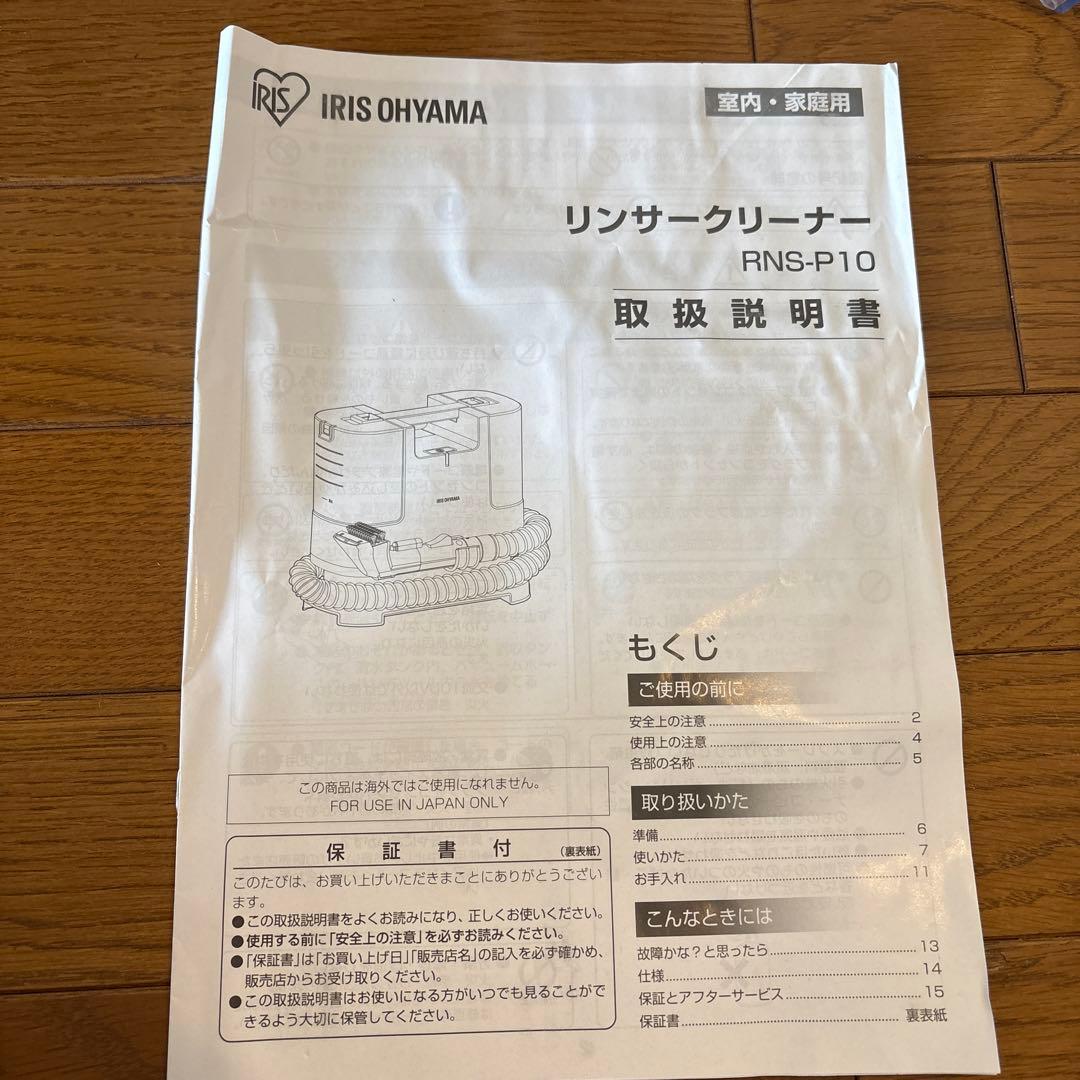 IRIS
IRIS OHYAMA
室内・家庭用
リンサークリーナー
RNS-P10
取扱説明書
IRIS OHYAMA
もくじ
ご使用の前に
安全上の注意 2
使用上の注意 4
各部の名称 5
取り扱いかた
準備 6
使いかた 7
お手入れ 11
こんなときには
故障かな?と思ったら 13
仕様 14
保証とアフターサービス 15
保証書 裏表紙
この商品は海外ではご使用になれません。
FOR USE IN JAPAN ONLY
保証書付 (裏表紙)
このたびは、お買い上げいただきまことにありがとうござい
ます。
●この取扱説明書をよくお読みになり、正しくお使いください。
●使用する前に「安全上の注意」を必ずお読みください。
●「保証書」は「お買い上げ日」「販売店名」の記入を必ず確かめ、
販売店からお受け取りください。
●この取扱説明書はお使いになる方がいつでも見ることがで
きるよう大切に保管してください。